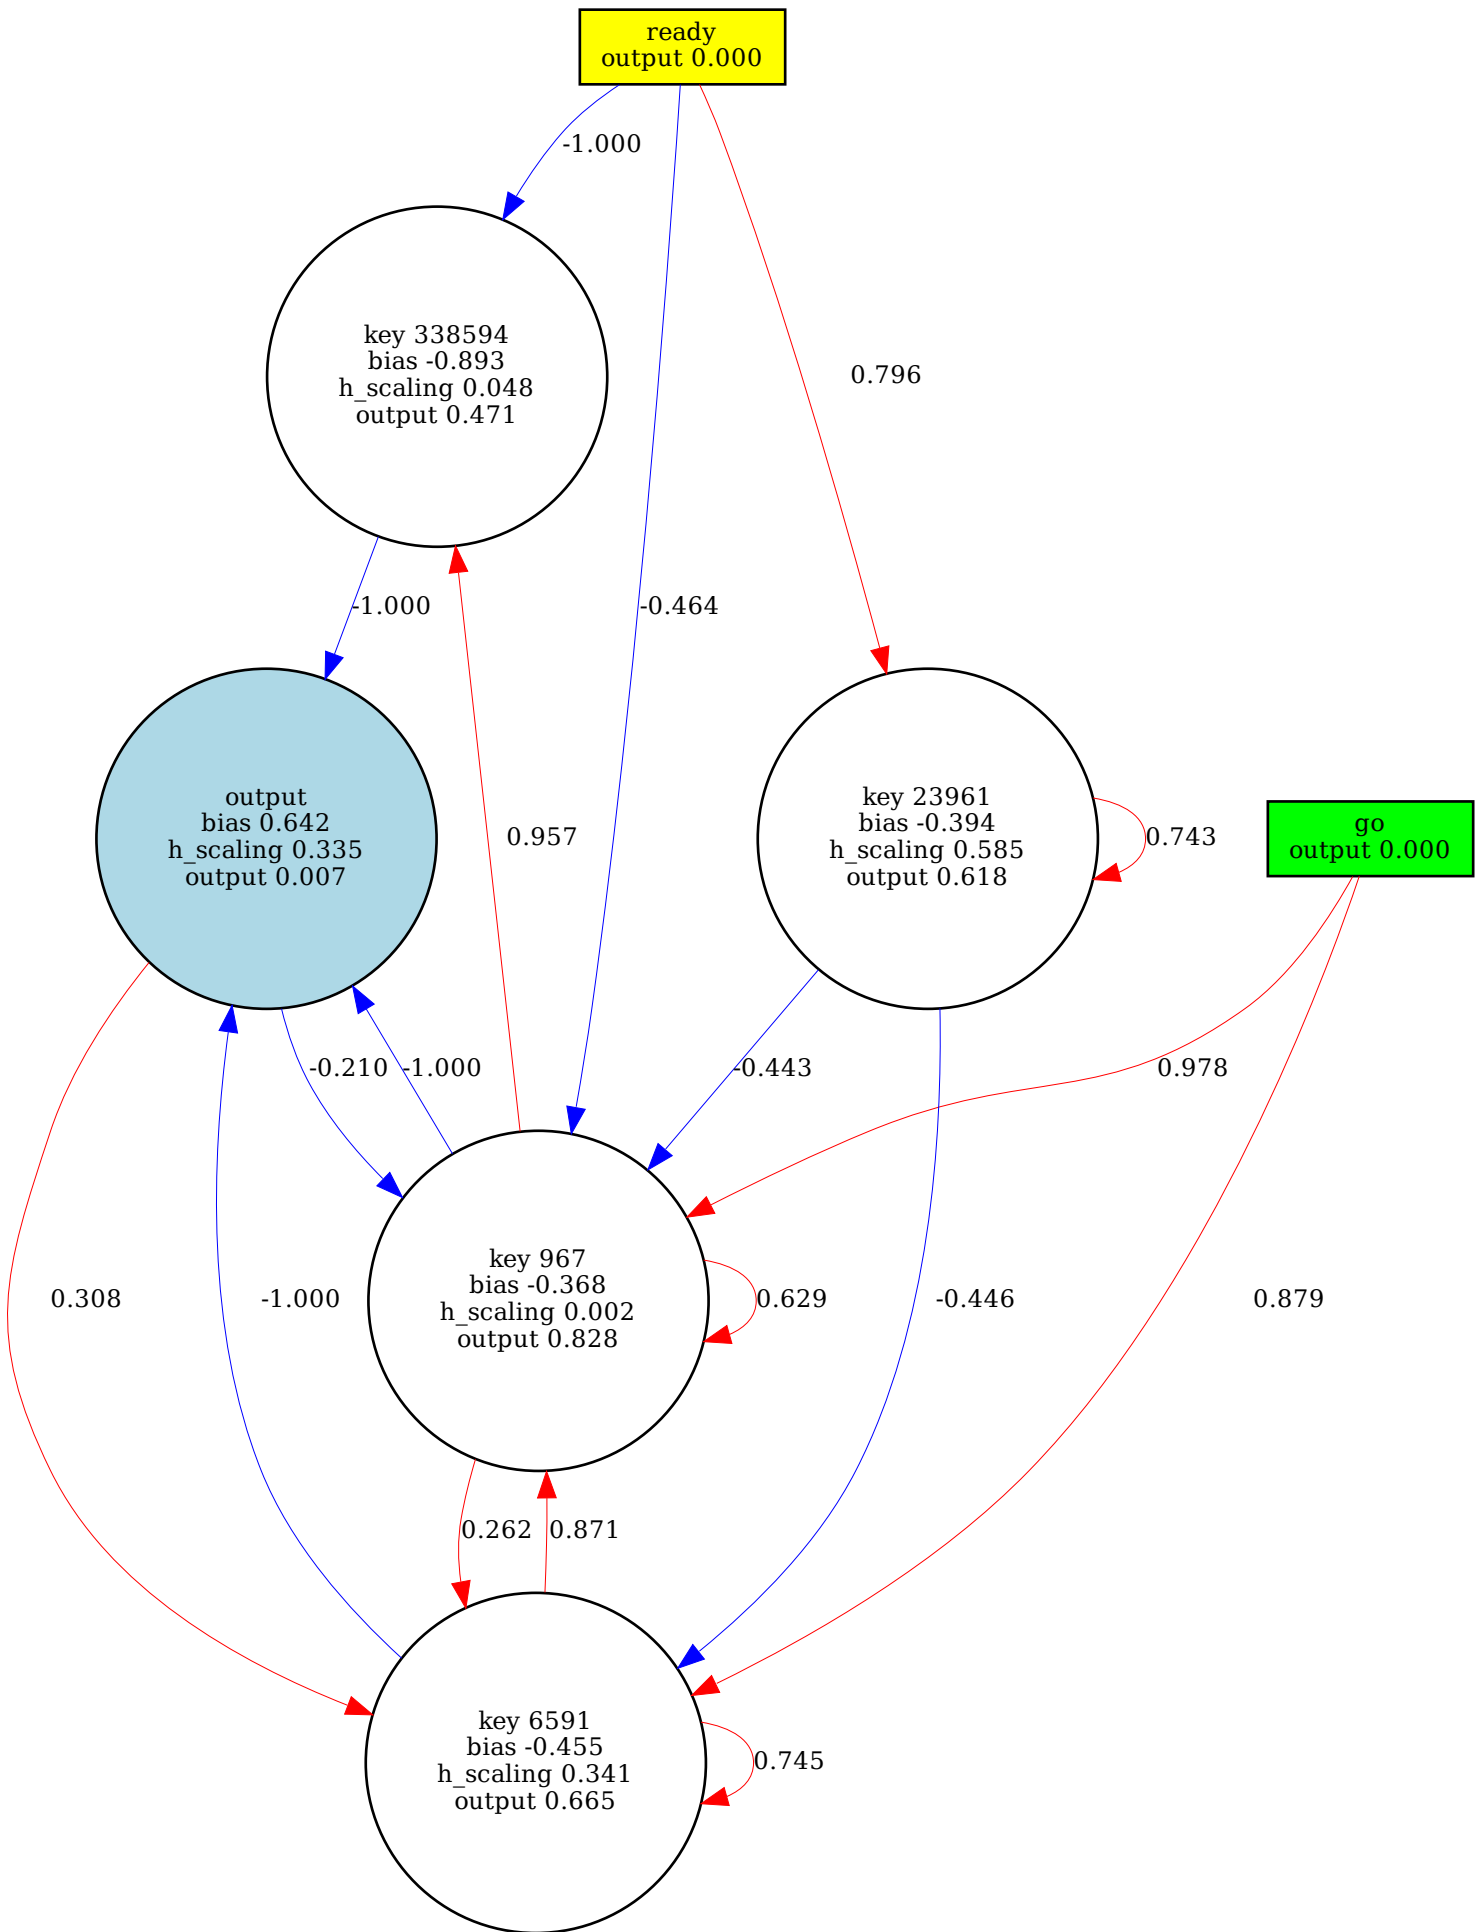 ready
output 0.000
-1.000
key 338594
bias -0.893
h_scaling 0.048
output 0.471
0.796
-1.000
-0.464
output
bias 0.642
h_scaling 0.335
output 0.007
0.957
key 23961
bias -0.394
h_scaling 0.585
output 0.618
0.743
go
output 0.000
-0.210
-1.000
-0.443
0.978
key 967
bias -0.368
h_scaling 0.002
output 0.828
0.308
-1.000
0.629
-0.446
0.879
0.262
0.871
key 6591
bias -0.455
h_scaling 0.341
output 0.665
0.745